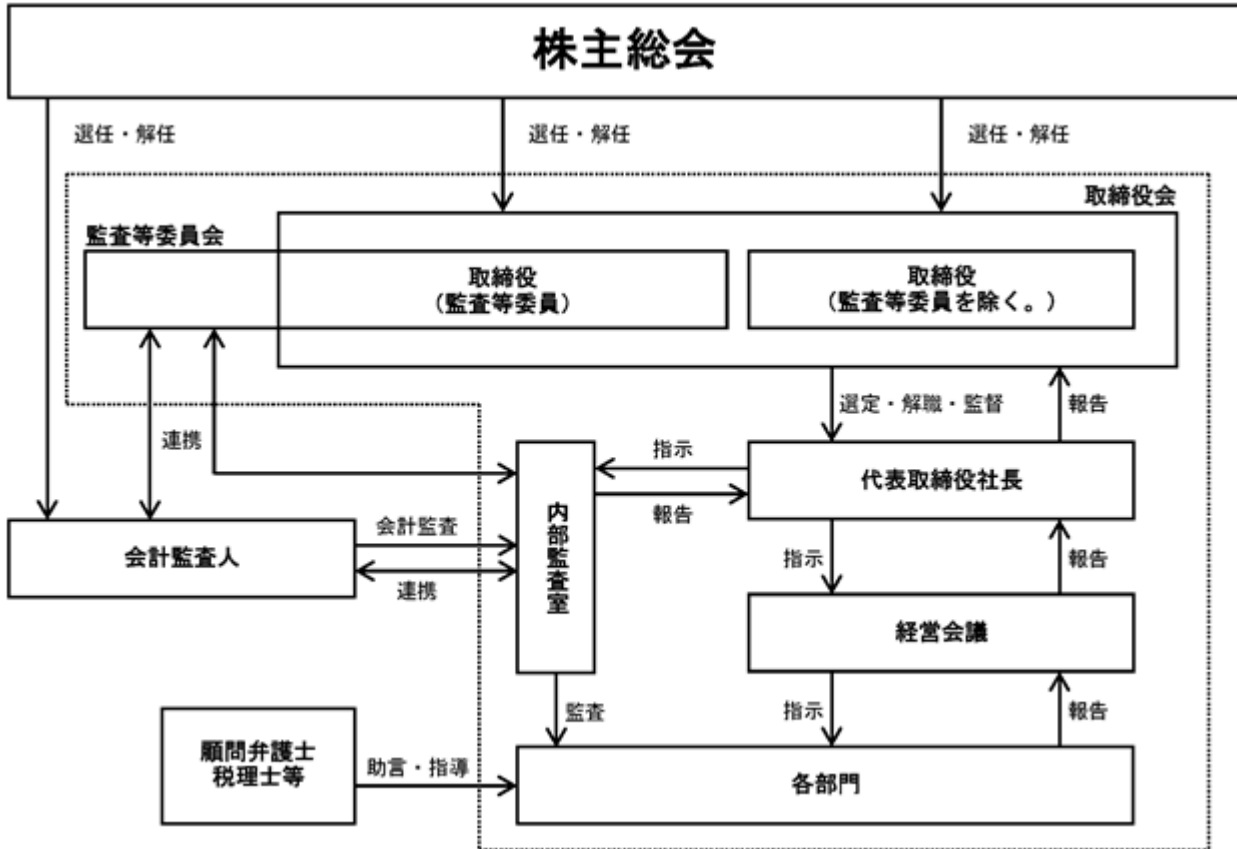 株主総会
選任・解任
選任・解任
選任・解任
取締役会
監査等委員会
取締役
(監査等委員)
取締役
(監査等委員を除く。)
選定・解職・監督
報告
連携
指示
代表取締役社長
報告
内部監査室
会計監査
会計監査人
連携
指示
報告
経営会議
監査
指示
報告
顧問弁護士
税理士等
助言・指導
各部門